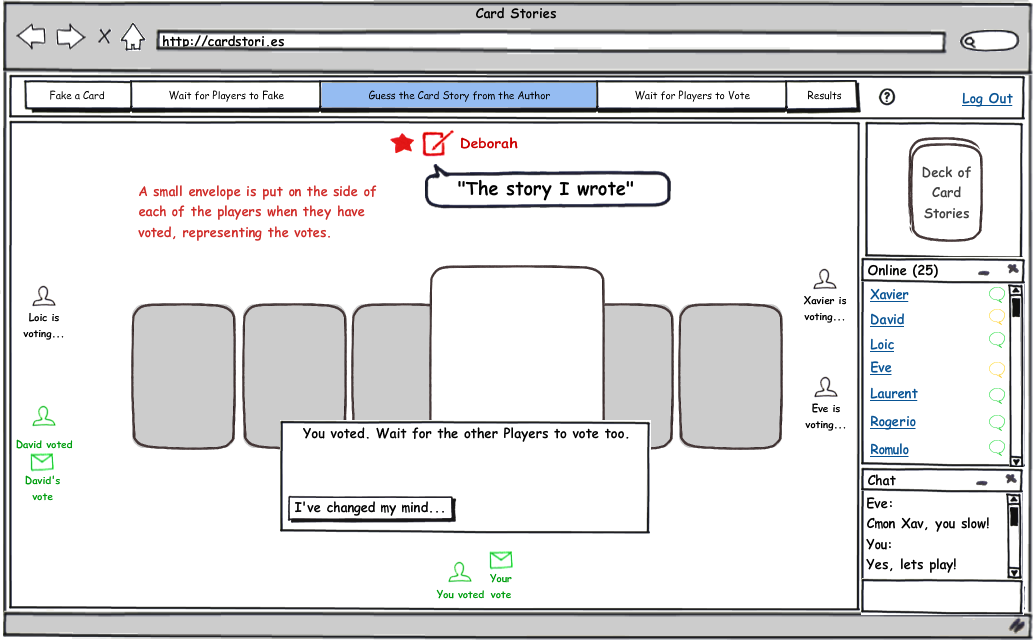 Card Stories
http://cardstori.es
Fake a Card
Wait for Players to Fake
Guess the Card Story from the Author
Wait for Players to Vote
Results
?
Log Out
Deborah
"The story I wrote"
A small envelope is put on the side of
each of the players when they have
voted, representing the votes.
Loic is
voting...
David voted
David's
vote
Xavier is
voting...
Eve is
voting...
You voted. Wait for the other Players to vote too.
I've changed my mind...
You voted
Your
vote
Deck of
Card
Stories
Online (25)
Xavier
David
Loic
Eve
Laurent
Rogerio
Romulo
Chat
Eve:
Cmon Xav, you slow!
You:
Yes, lets play!